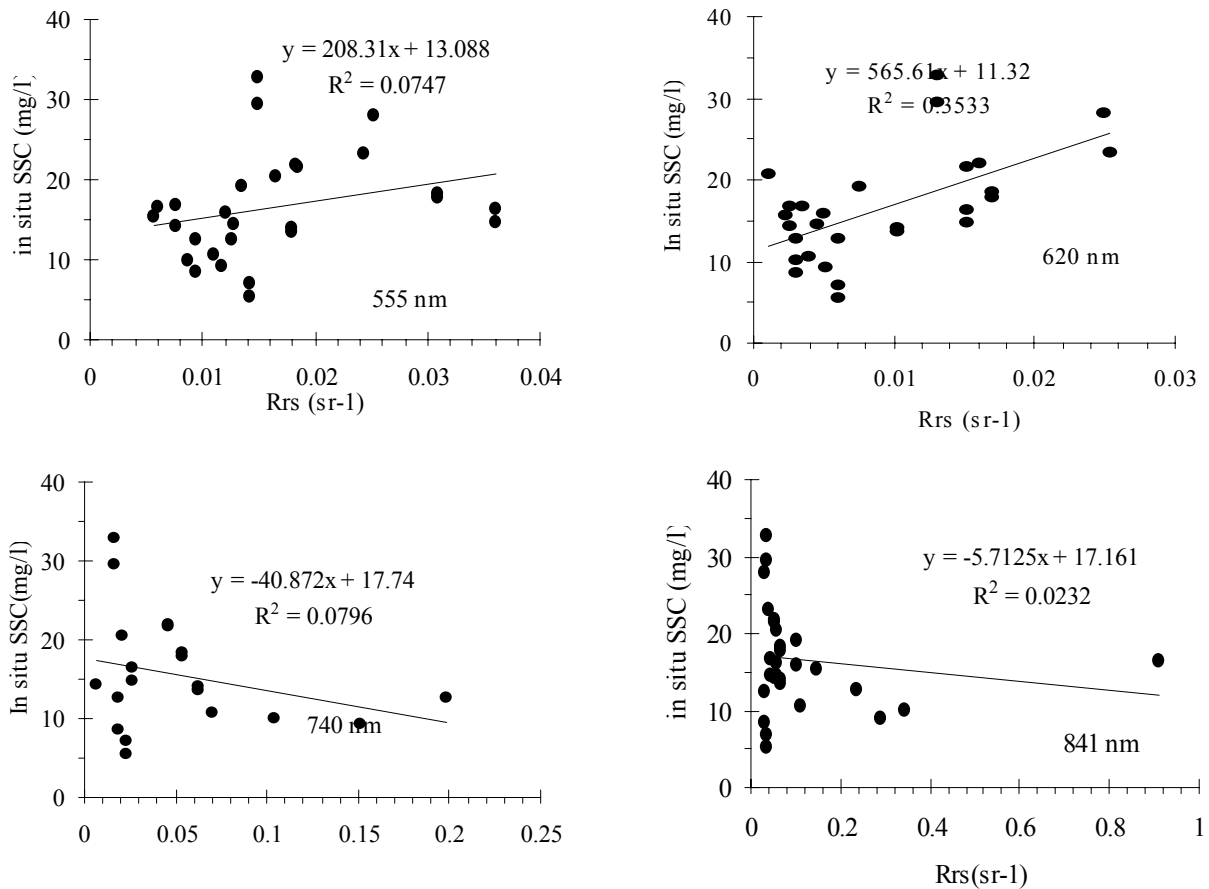 in situ SSC (mg/l)
40
30
20
10
0
y = 208.31x + 13.088
R² = 0.0747
555 nm
0 0.01 0.02 0.03 0.04
Rrs (sr-1)
In situ SSC (mg/l)
40
30
20
10
0
y = 565.61x + 11.32
R² = 0.3533
620 nm
0 0.01 0.02 0.03
Rrs (sr-1)
In situ SSC(mg/l)
40
30
20
10
0
y = -40.872x + 17.74
R² = 0.0796
740 nm
0 0.05 0.1 0.15 0.2 0.25
in situ SSC (mg/l)
40
30
20
10
0
y = -5.7125x + 17.161
R² = 0.0232
841 nm
0 0.2 0.4 0.6 0.8 1
Rrs(sr-1)